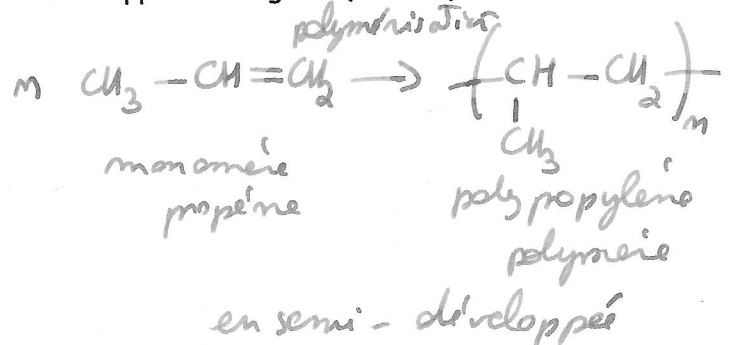 polymérisation
n CH3 – CH = CH2 → ( CH – CH2 )n
CH3
monomère
propène
polypropylène
polymère
en semi-développée